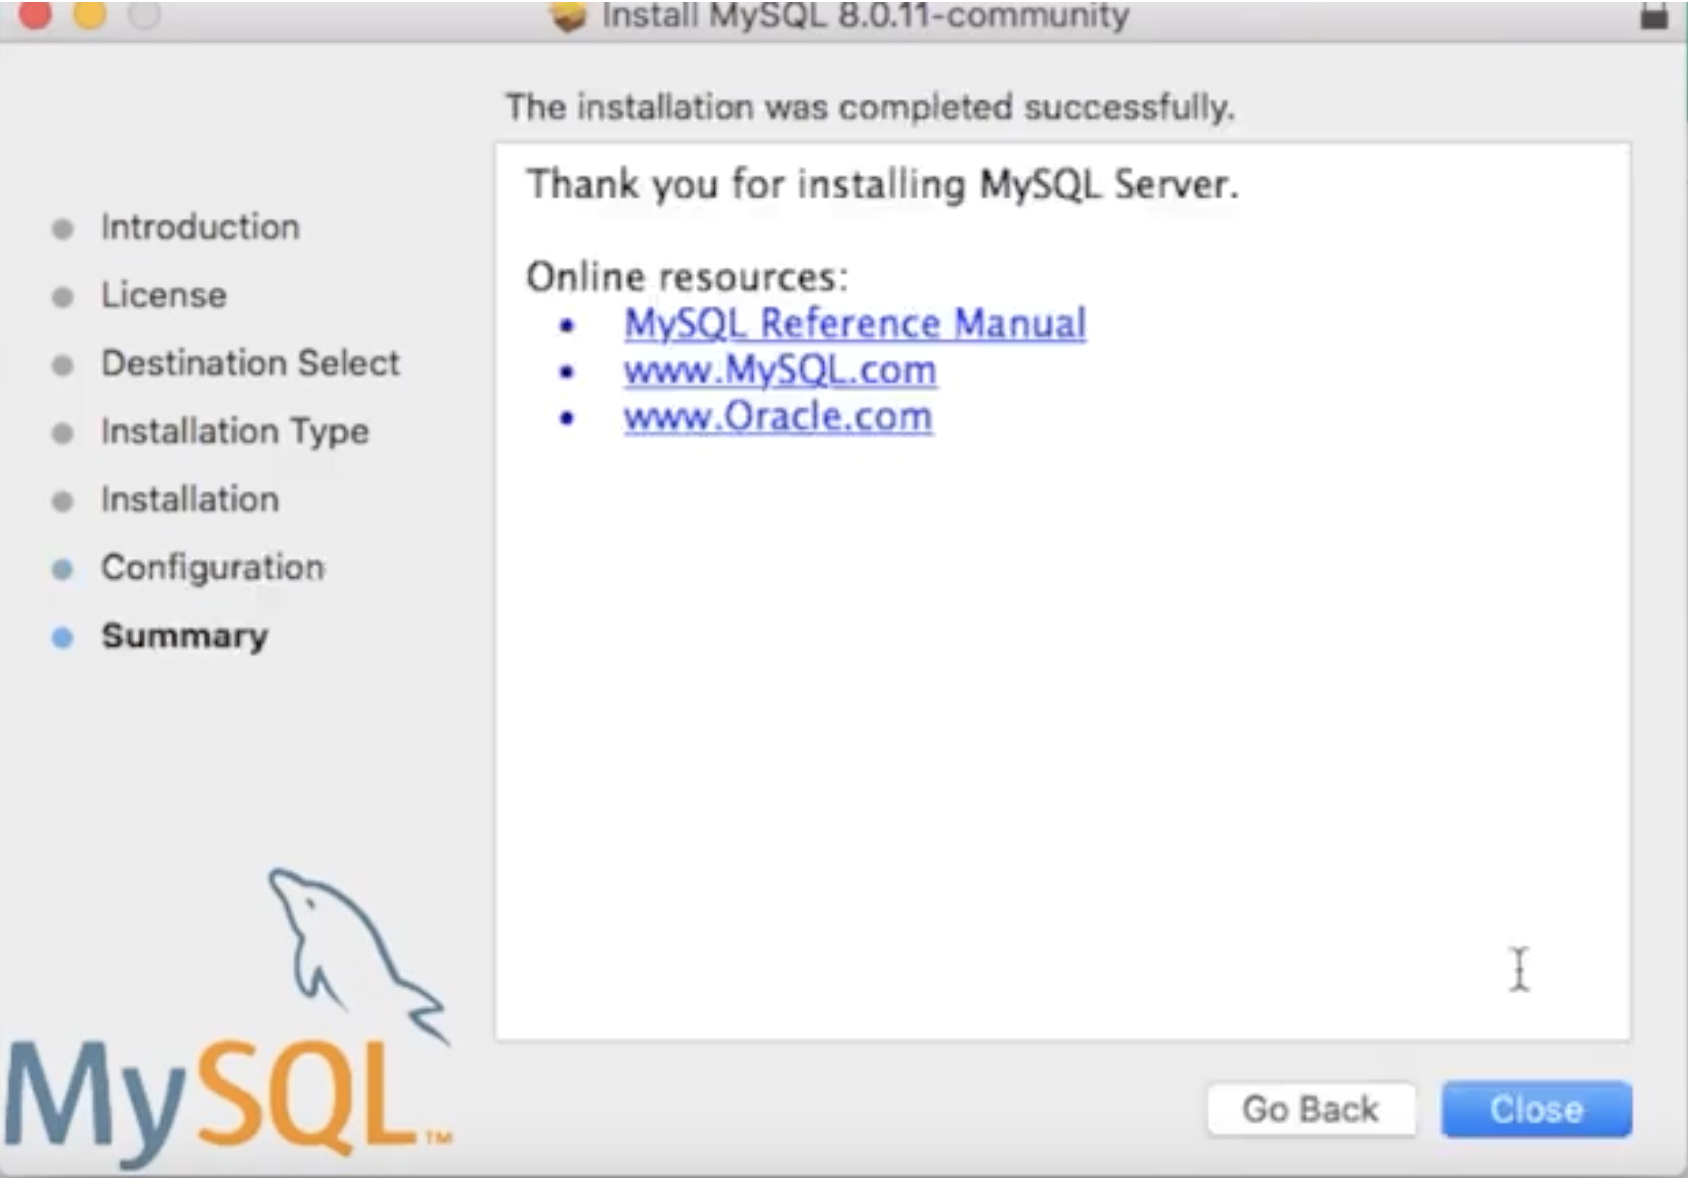 Install MySQL 8.0.11-community
The installation was completed successfully.
Introduction
License
Destination Select
Installation Type
Installation
Configuration
Summary
Thank you for installing MySQL Server.
Online resources:
• MySQL Reference Manual
• www.MySQL.com
• www.Oracle.com
MySQL™
Go Back
Close